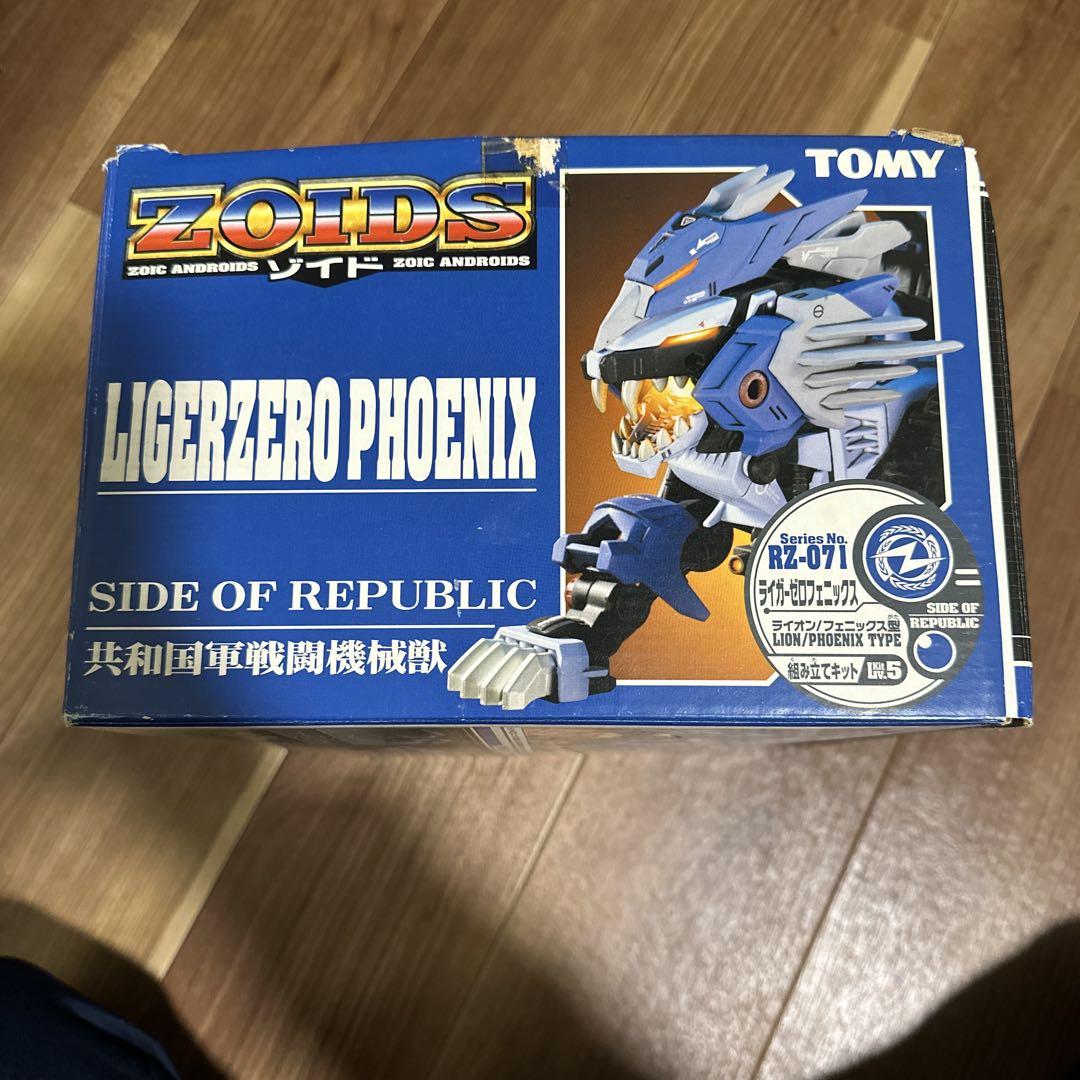 TOMY
ZOIDS
ZOIC ANDROIDS ゾイド ZOIC ANDROIDS
LIGERZERO PHOENIX
SIDE OF REPUBLIC
共和国軍戦闘機械獣
Series No.
RZ-071
ライガーゼロフェニックス
ライオン/フェニックス型
LION/PHOENIX TYPE
組み立てキット Kit Lv.5
SIDE OF
REPUBLIC